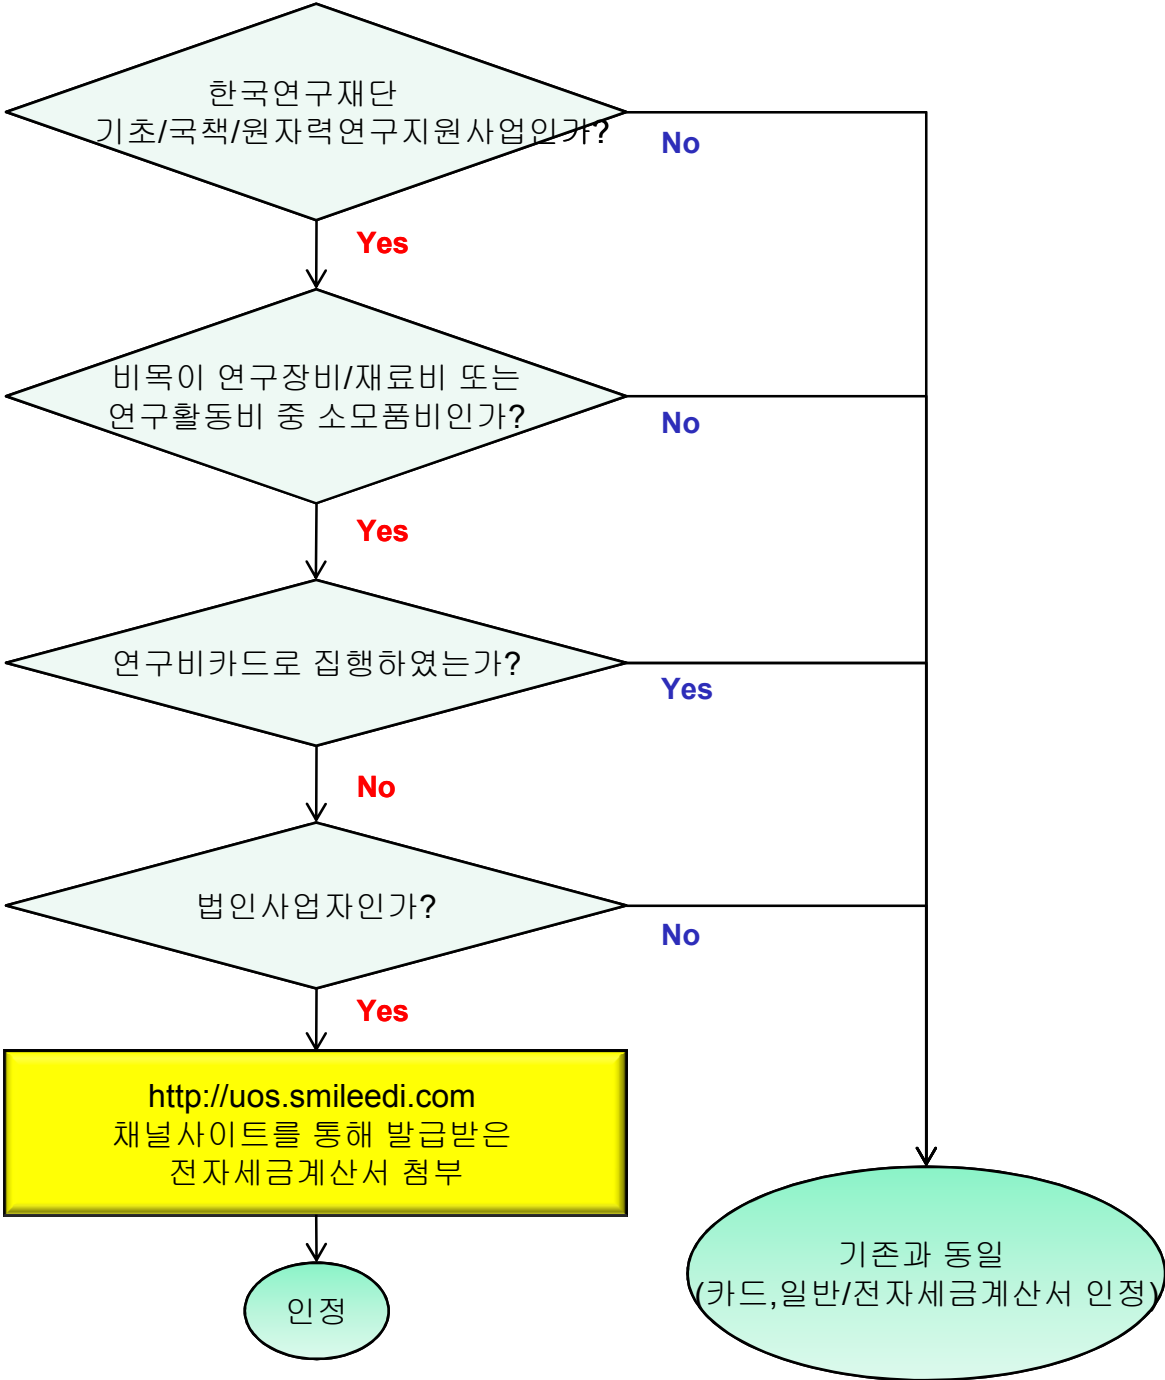 한국연구재단
기초/국책/원자력연구지원사업인가?
No
Yes
비목이 연구장비/재료비 또는
연구활동비 중 소모품비인가?
No
Yes
연구비카드로 집행하였는가?
Yes
No
법인사업자인가?
No
Yes
http://uos.smileedi.com
채널사이트를 통해 발급받은
전자세금계산서 첨부
인정
기존과 동일
(카드,일반/전자세금계산서 인정)